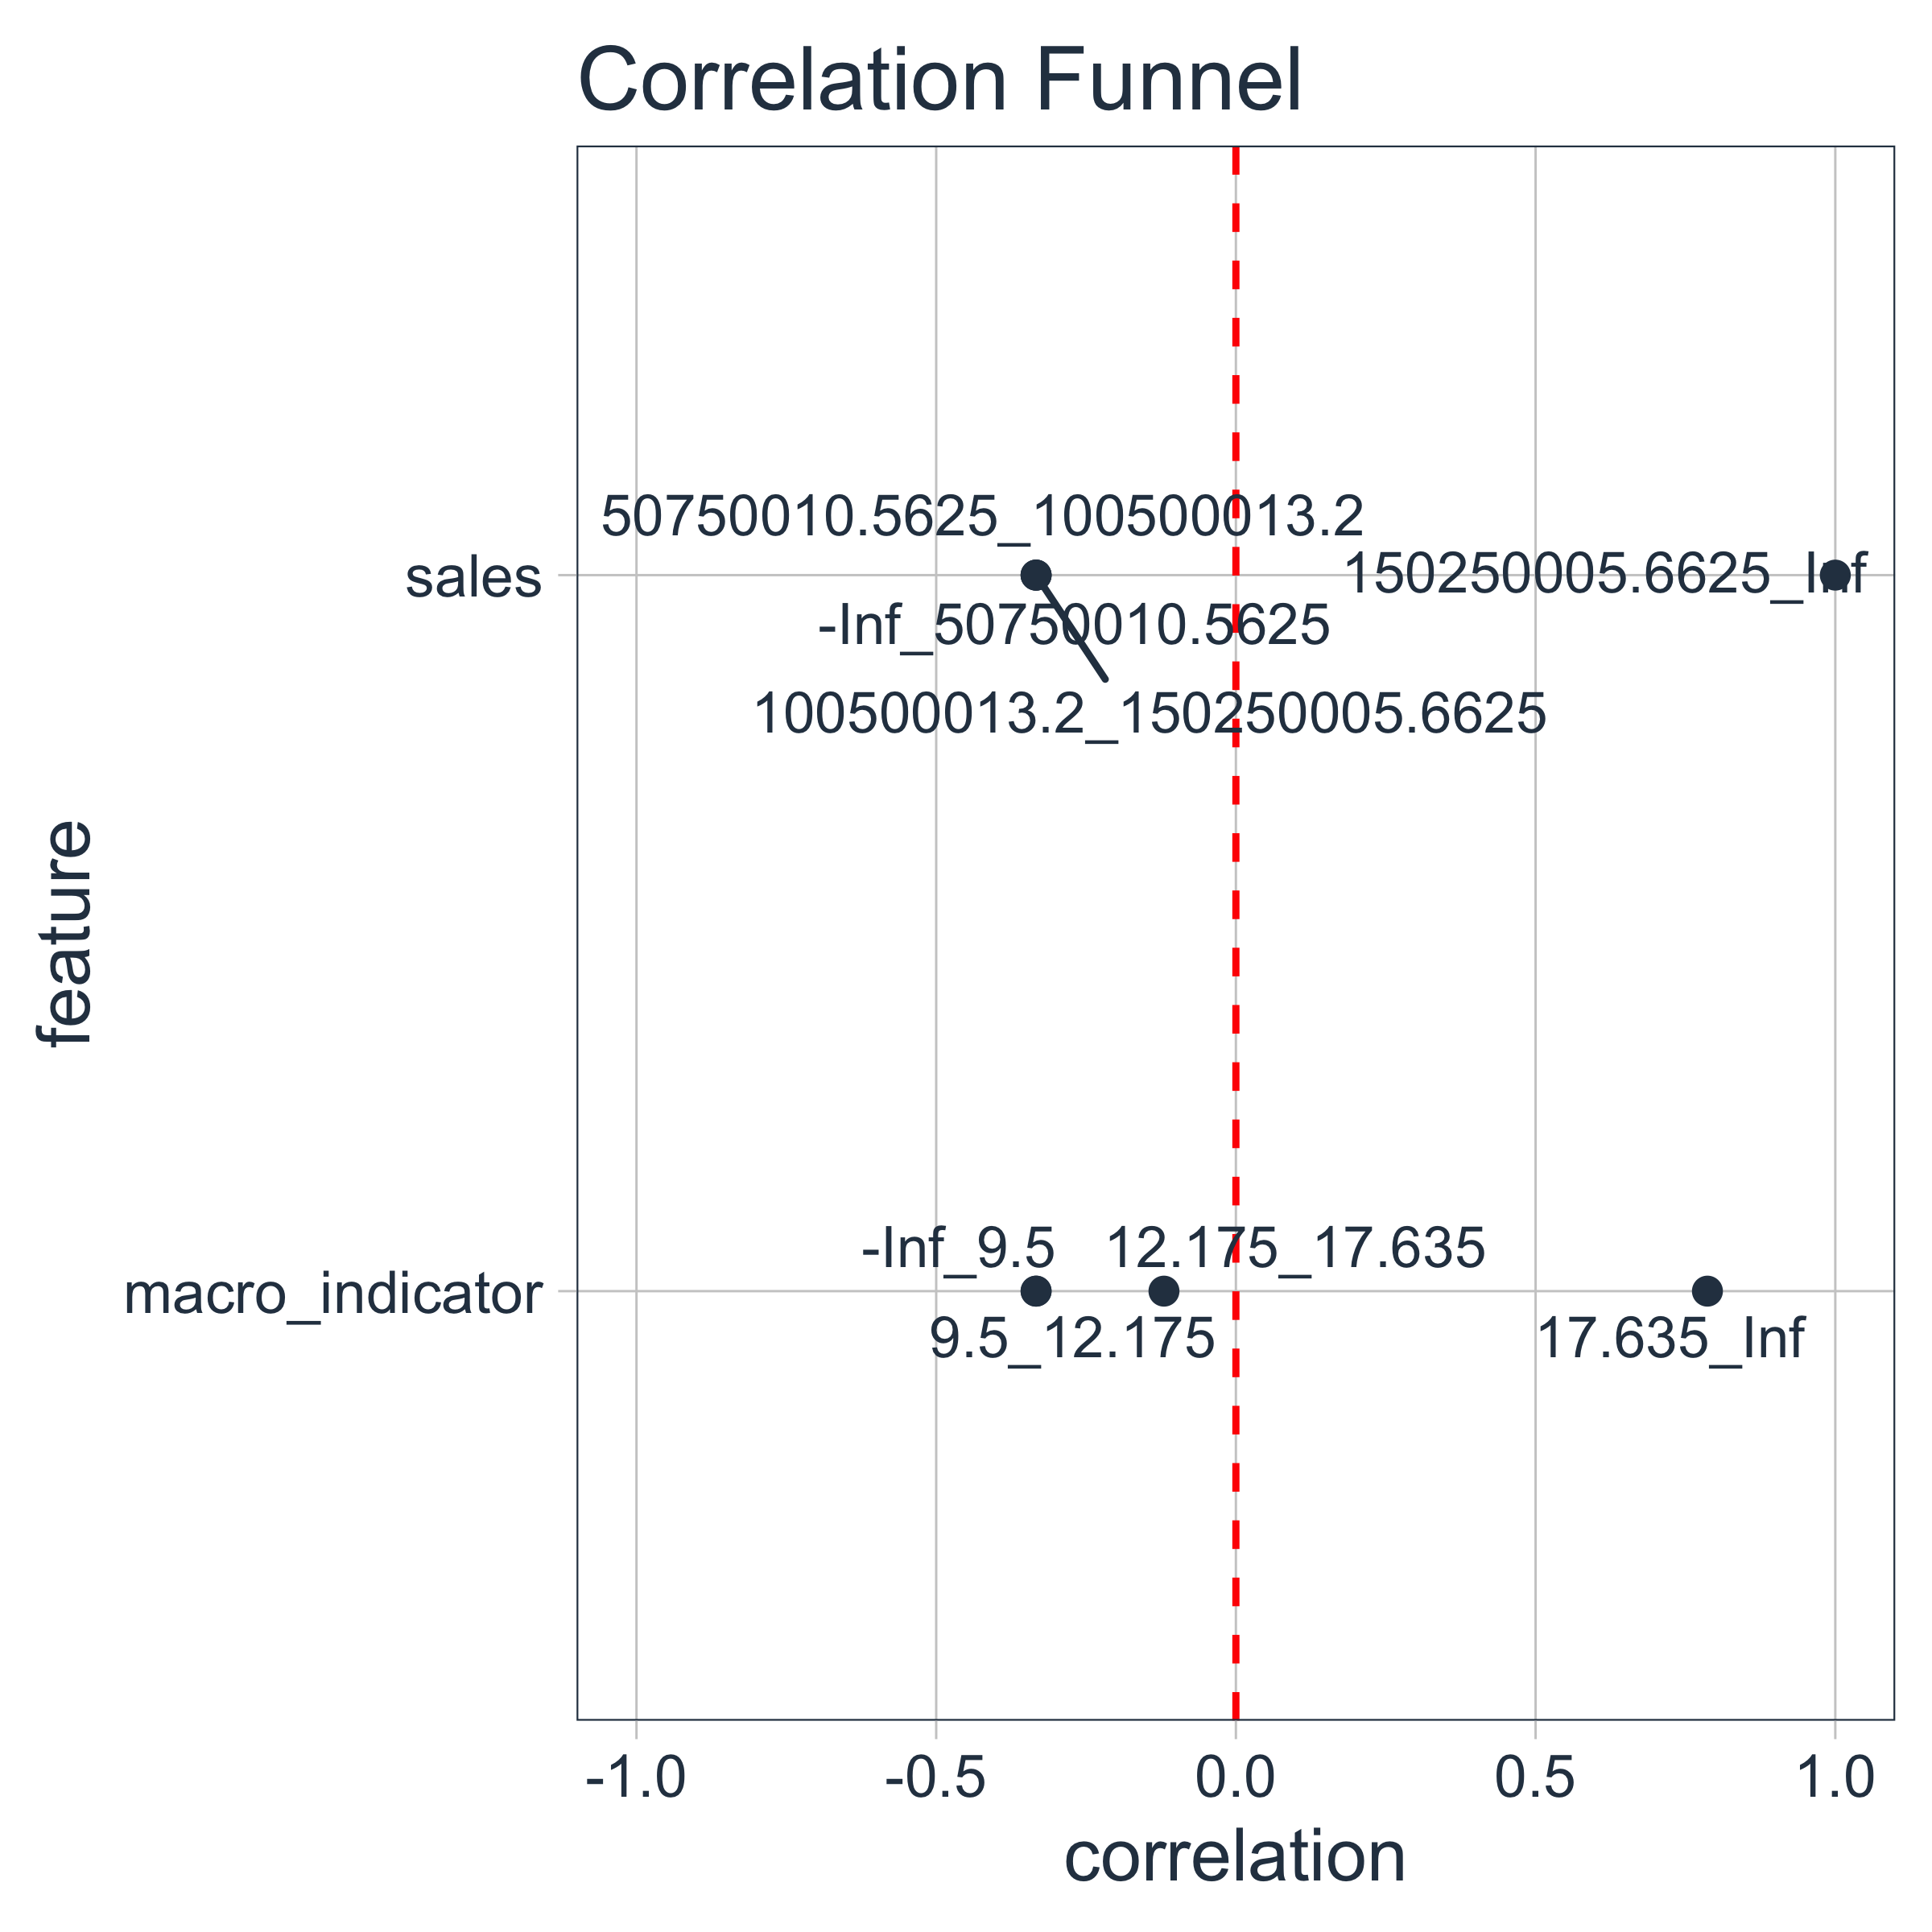 Correlation Funnel
feature
sales
50750010.5625_100500013.2
150250005.6625_Inf
-Inf_50750010.5625
100500013.2_150250005.6625
macro_indicator
-Inf_9.5
12.175_17.635
9.5_12.175
17.635_Inf
-1.0
-0.5
0.0
0.5
1.0
correlation